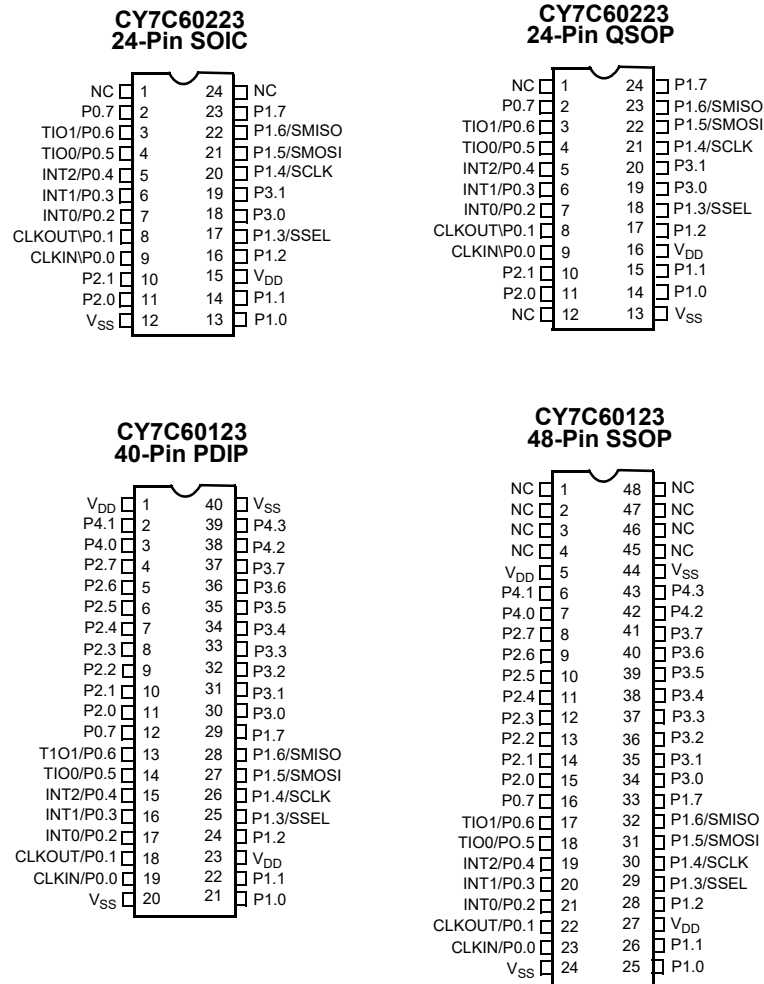 CY7C60223
24-Pin SOIC
NC 1 24 NC
P0.7 2 23 P1.7
TIO1/P0.6 3 22 P1.6/SMISO
TIO0/P0.5 4 21 P1.5/SMOSI
INT2/P0.4 5 20 P1.4/SCLK
INT1/P0.3 6 19 P3.1
INT0/P0.2 7 18 P3.0
CLKOUT\P0.1 8 17 P1.3/SSEL
CLKIN\P0.0 9 16 P1.2
P2.1 10 15 VDD
P2.0 11 14 P1.1
VSS 12 13 P1.0
CY7C60223
24-Pin QSOP
NC 1 24 P1.7
P0.7 2 23 P1.6/SMISO
TIO1/P0.6 3 22 P1.5/SMOSI
TIO0/P0.5 4 21 P1.4/SCLK
INT2/P0.4 5 20 P3.1
INT1/P0.3 6 19 P3.0
INT0/P0.2 7 18 P1.3/SSEL
CLKOUT\P0.1 8 17 P1.2
CLKIN\P0.0 9 16 VDD
P2.1 10 15 P1.1
P2.0 11 14 P1.0
NC 12 13 VSS
CY7C60123
40-Pin PDIP
VDD 1 40 VSS
P4.1 2 39 P4.3
P4.0 3 38 P4.2
P2.7 4 37 P3.7
P2.6 5 36 P3.6
P2.5 6 35 P3.5
P2.4 7 34 P3.4
P2.3 8 33 P3.3
P2.2 9 32 P3.2
P2.1 10 31 P3.1
P2.0 11 30 P3.0
P0.7 12 29 P1.7
T1O1/P0.6 13 28 P1.6/SMISO
TIO0/P0.5 14 27 P1.5/SMOSI
INT2/P0.4 15 26 P1.4/SCLK
INT1/P0.3 16 25 P1.3/SSEL
INT0/P0.2 17 24 P1.2
CLKOUT/P0.1 18 23 VDD
CLKIN/P0.0 19 22 P1.1
VSS 20 21 P1.0
CY7C60123
48-Pin SSOP
NC 1 48 NC
NC 2 47 NC
NC 3 46 NC
NC 4 45 NC
VDD 5 44 VSS
P4.1 6 43 P4.3
P4.0 7 42 P4.2
P2.7 8 41 P3.7
P2.6 9 40 P3.6
P2.5 10 39 P3.5
P2.4 11 38 P3.4
P2.3 12 37 P3.3
P2.2 13 36 P3.2
P2.1 14 35 P3.1
P2.0 15 34 P3.0
P0.7 16 33 P1.7
TIO1/P0.6 17 32 P1.6/SMISO
TIO0/PO.5 18 31 P1.5/SMOSI
INT2/P0.4 19 30 P1.4/SCLK
INT1/P0.3 20 29 P1.3/SSEL
INT0/P0.2 21 28 P1.2
CLKOUT/P0.1 22 27 VDD
CLKIN/P0.0 23 26 P1.1
VSS 24 25 P1.0